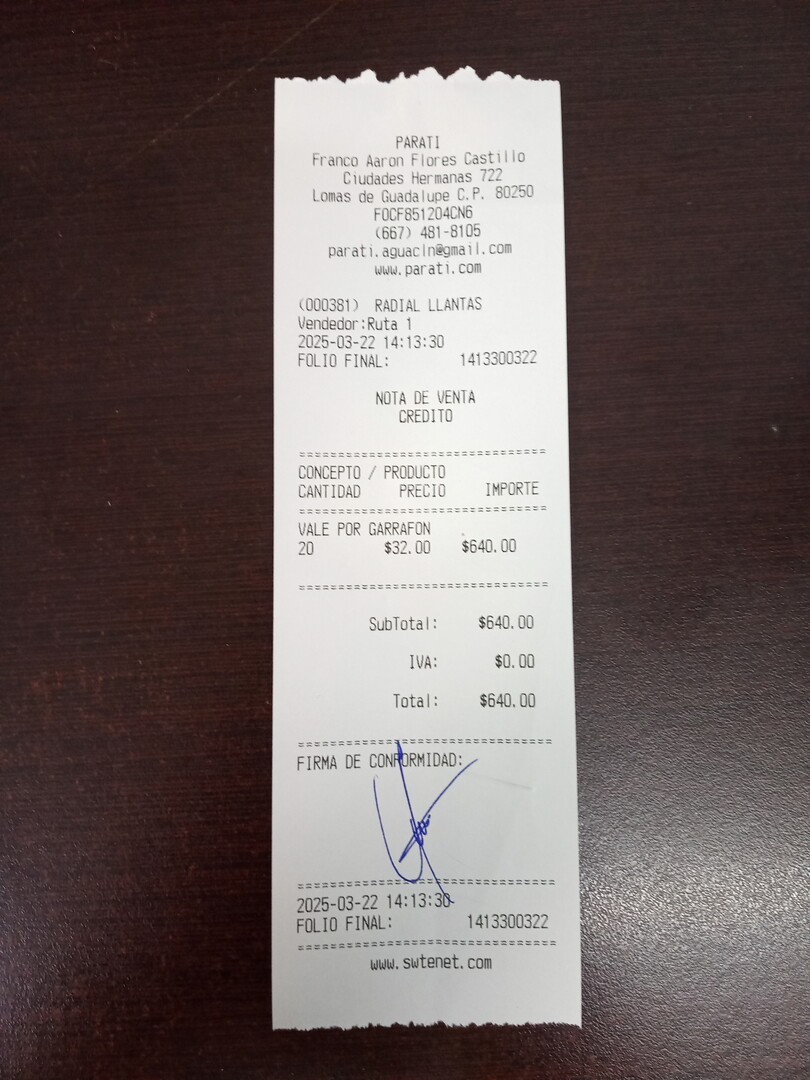 PARATI
Franco Aaron Flores Castillo
Ciudades Hermanas 722
Lomas de Guadalupe C.P. 80250
FOCF851204CN6
(667) 481-8105
parati.aguacln@gmail.com
www.parati.com
(000381) RADIAL LLANTAS
Vendedor:Ruta 1
2025-03-22 14:13:30
FOLIO FINAL: 1413300322
NOTA DE VENTA
CREDITO
================================
CONCEPTO / PRODUCTO
CANTIDAD PRECIO IMPORTE
================================
VALE POR GARRAFON
20 $32.00 $640.00
================================
SubTotal: $640.00
IVA: $0.00
Total: $640.00
================================
FIRMA DE CONFORMIDAD:
================================
2025-03-22 14:13:30
FOLIO FINAL: 1413300322
================================
www.swtenet.com